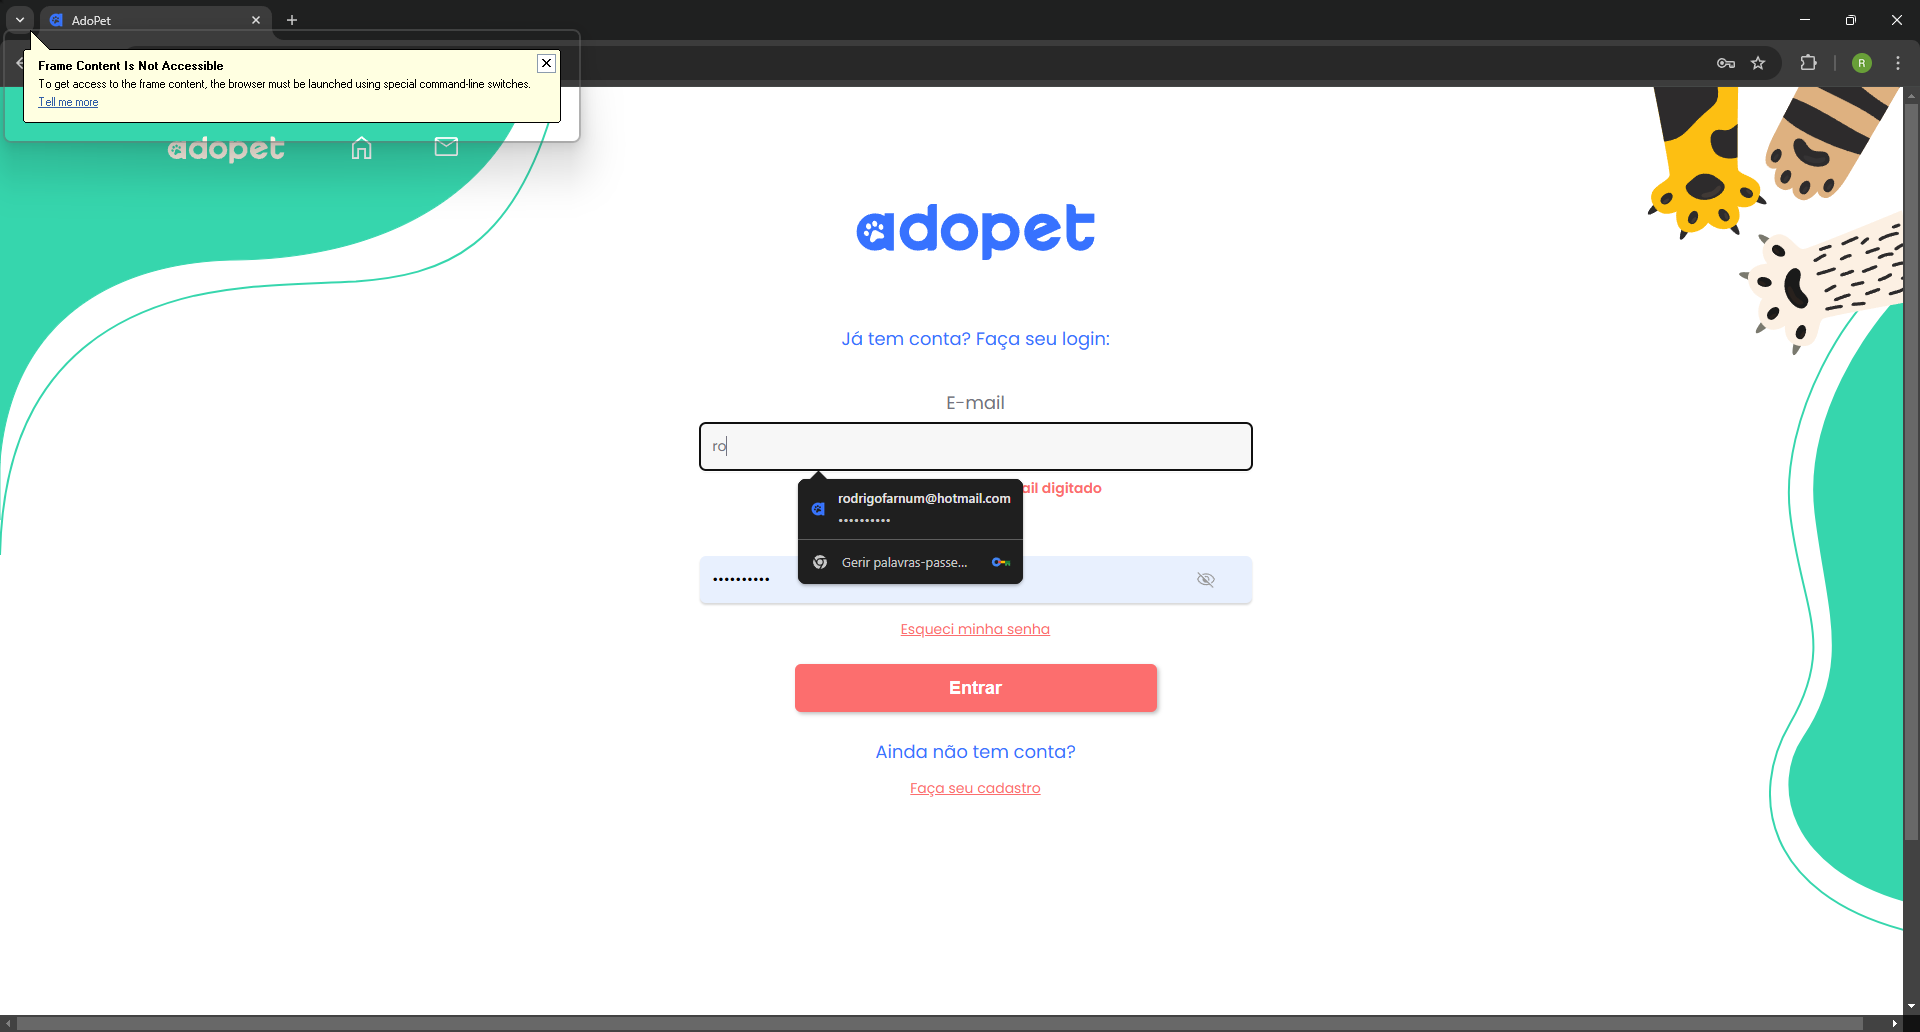 AdoPet
Frame Content Is Not Accessible
To get access to the frame content, the browser must be launched using special command-line switches.
Tell me more
R
adopet
adopet
Já tem conta? Faça seu login:
E-mail
ro
ail digitado
rodrigofarnum@hotmail.com
••••••••••
Gerir palavras-passe...
••••••••••
Esqueci minha senha
Entrar
Ainda não tem conta?
Faça seu cadastro